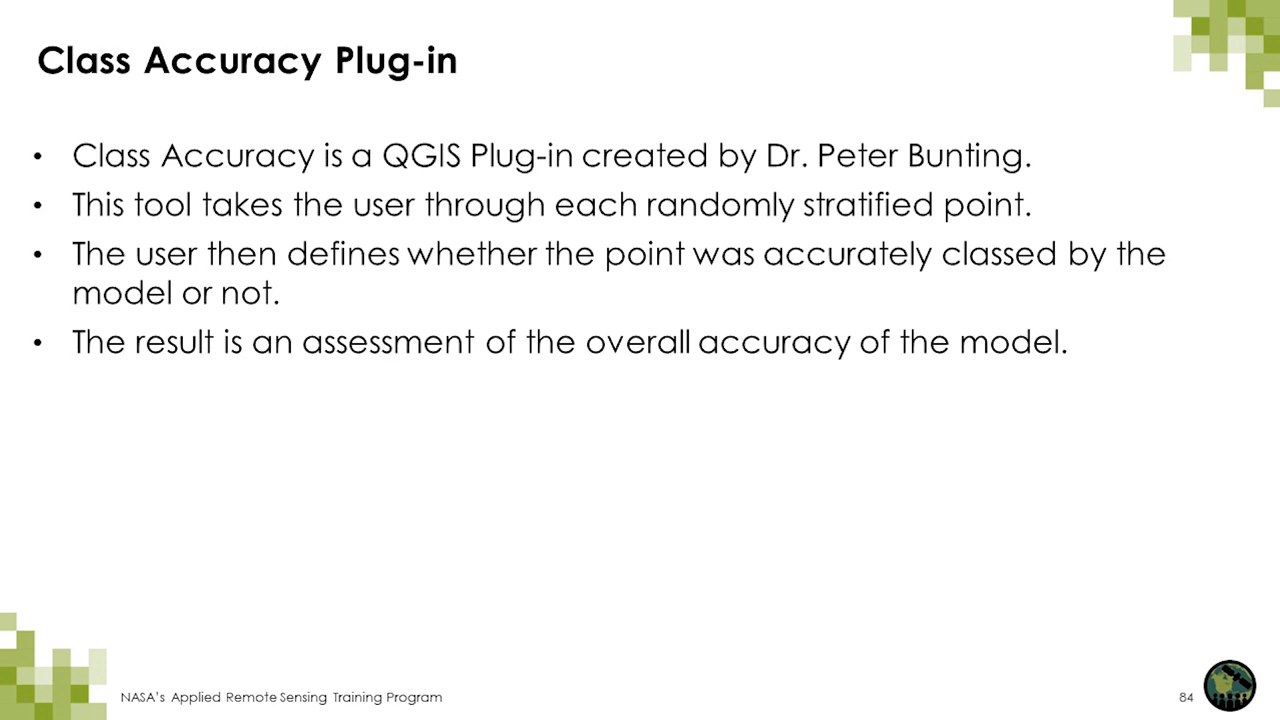 Class Accuracy Plug-in
• Class Accuracy is a QGIS Plug-in created by Dr. Peter Bunting.
• This tool takes the user through each randomly stratified point.
• The user then defines whether the point was accurately classed by the
model or not.
• The result is an assessment of the overall accuracy of the model.
NASA's Applied Remote Sensing Training Program
84